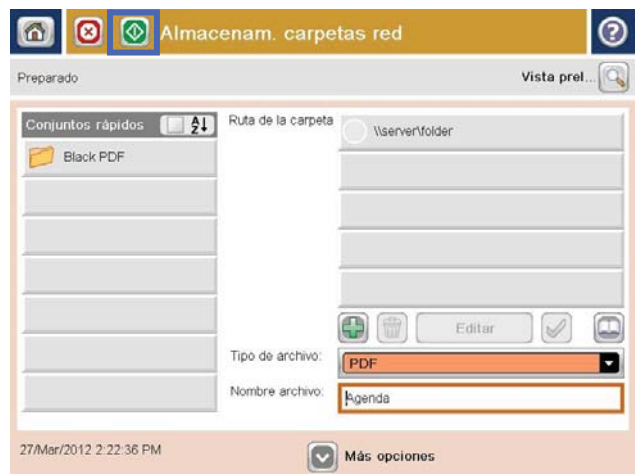 Almacenam. carpetas red
Preparado
Vista prel...
Conjuntos rápidos
Ruta de la carpeta
\\server\folder
Black PDF
Editar
Tipo de archivo:
PDF
Nombre archivo:
Agenda
27/Mar/2012 2:22:36 PM
Más opciones